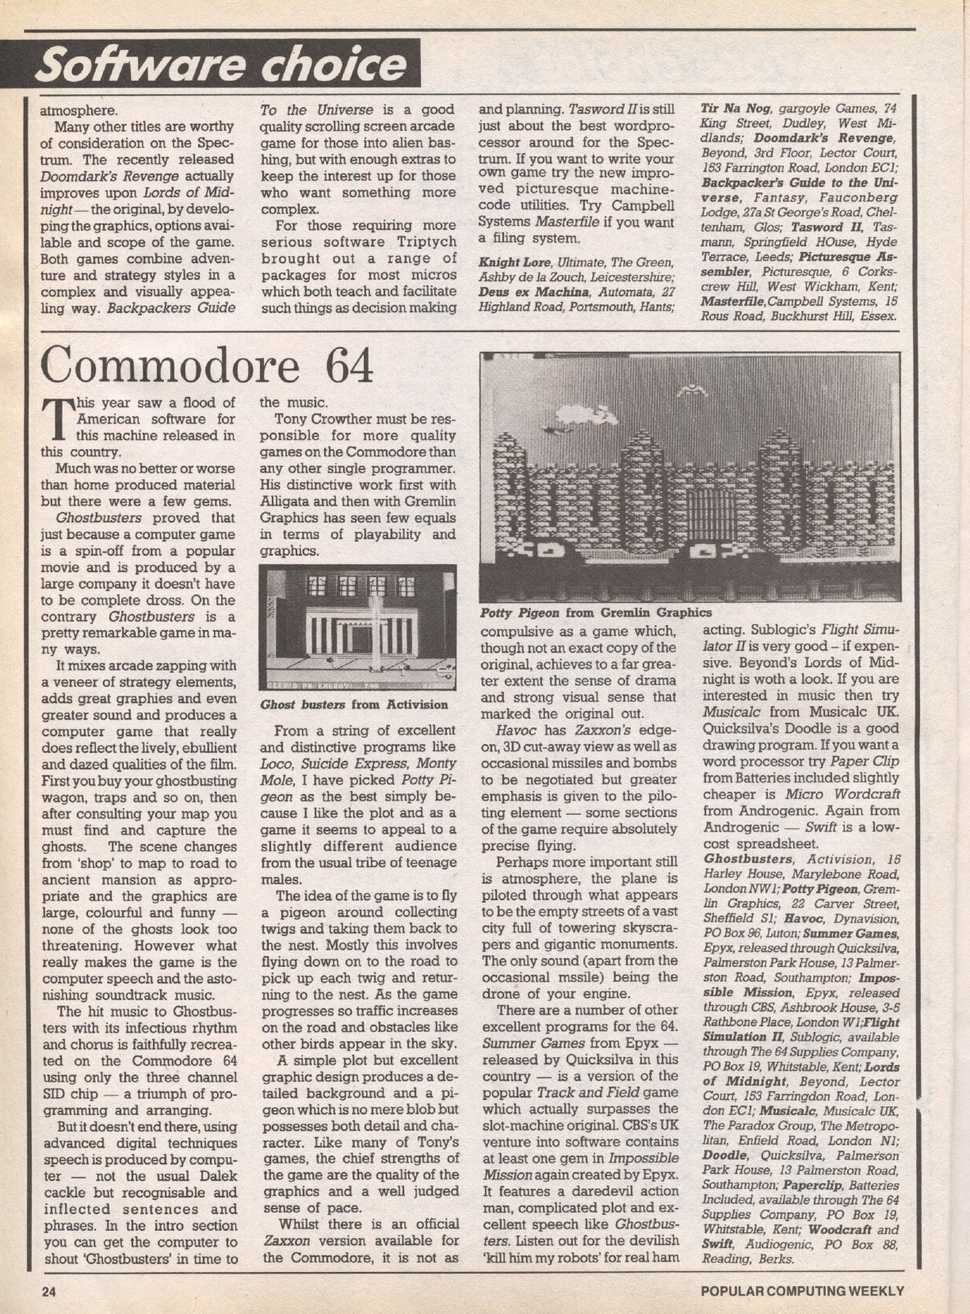 Software choice
atmosphere.
Many other titles are worthy
of consideration on the Spec-
trum. The recently released
Doomdark's Revenge actually
improves upon Lords of Mid-
night — the original, by develo-
ping the graphics, options avai-
lable and scope of the game.
Both games combine adven-
ture and strategy styles in a
complex and visually appea-
ling way. Backpackers Guide
To the Universe is a good
quality scrolling screen arcade
game for those into alien bas-
hing, but with enough extras to
keep the interest up for those
who want something more
complex.
For those requiring more
serious software Triptych
brought out a range of
packages for most micros
which both teach and facilitate
such things as decision making
and planning. Tasword II is still
just about the best wordpro-
cessor around for the Spec-
trum. If you want to write your
own game try the new impro-
ved picturesque machine-
code utilities. Try Campbell
Systems Masterfile if you want
a filing system.
Knight Lore, Ultimate, The Green,
Ashby de la Zouch, Leicestershire;
Deus ex Machina, Automata, 27
Highland Road, Portsmouth, Hants;
Tir Na Nog, gargoyle Games, 74
King Street, Dudley, West Mi-
dlands; Doomdark's Revenge,
Beyond, 3rd Floor, Lector Court,
153 Farrington Road, London EC1;
Backpacker's Guide to the Uni-
verse, Fantasy, Fauconberg
Lodge, 27a St George's Road, Chel-
tenham, Glos; Tasword II, Tas-
mann, Springfield HOuse, Hyde
Terrace, Leeds; Picturesque As-
sembler, Picturesque, 6 Corks-
crew Hill, West Wickham, Kent;
Masterfile, Campbell Systems, 15
Rous Road, Buckhurst Hill, Essex.
Commodore 64
This year saw a flood of
American software for
this machine released in
this country.
Much was no better or worse
than home produced material
but there were a few gems.
Ghostbusters proved that
just because a computer game
is a spin-off from a popular
movie and is produced by a
large company it doesn't have
to be complete dross. On the
contrary Ghostbusters is a
pretty remarkable game in ma-
ny ways.
It mixes arcade zapping with
a veneer of strategy elements,
adds great graphies and even
greater sound and produces a
computer game that really
does reflect the lively, ebullient
and dazed qualities of the film.
First you buy your ghostbusting
wagon, traps and so on, then
after consulting your map you
must find and capture the
ghosts. The scene changes
from 'shop' to map to road to
ancient mansion as appro-
priate and the graphics are
large, colourful and funny —
none of the ghosts look too
threatening. However what
really makes the game is the
computer speech and the asto-
nishing soundtrack music.
The hit music to Ghostbus-
ters with its infectious rhythm
and chorus is faithfully recrea-
ted on the Commodore 64
using only the three channel
SID chip — a triumph of pro-
gramming and arranging.
But it doesn't end there, using
advanced digital techniques
speech is produced by compu-
ter — not the usual Dalek
cackle but recognisable and
inflected sentences and
phrases. In the intro section
you can get the computer to
shout 'Ghostbusters' in time to
the music.
Tony Crowther must be res-
ponsible for more quality
games on the Commodore than
any other single programmer.
His distinctive work first with
Alligata and then with Gremlin
Graphics has seen few equals
in terms of playability and
graphics.
Ghost busters from Activision
From a string of excellent
and distinctive programs like
Loco, Suicide Express, Monty
Mole, I have picked Potty Pi-
geon as the best simply be-
cause I like the plot and as a
game it seems to appeal to a
slightly different audience
from the usual tribe of teenage
males.
The idea of the game is to fly
a pigeon around collecting
twigs and taking them back to
the nest. Mostly this involves
flying down on to the road to
pick up each twig and retur-
ning to the nest. As the game
progresses so traffic increases
on the road and obstacles like
other birds appear in the sky.
A simple plot but excellent
graphic design produces a de-
tailed background and a pi-
geon which is no mere blob but
possesses both detail and cha-
racter. Like many of Tony's
games, the chief strengths of
the game are the quality of the
graphics and a well judged
sense of pace.
Whilst there is an official
Zaxxon version available for
the Commodore, it is not as
Potty Pigeon from Gremlin Graphics
compulsive as a game which,
though not an exact copy of the
original, achieves to a far grea-
ter extent the sense of drama
and strong visual sense that
marked the original out.
Havoc has Zaxxon's edge-
on, 3D cut-away view as well as
occasional missiles and bombs
to be negotiated but greater
emphasis is given to the pilo-
ting element — some sections
of the game require absolutely
precise flying.
Perhaps more important still
is atmosphere, the plane is
piloted through what appears
to be the empty streets of a vast
city full of towering skyscra-
pers and gigantic monuments.
The only sound (apart from the
occasional mssile) being the
drone of your engine.
There are a number of other
excellent programs for the 64.
Summer Games from Epyx —
released by Quicksilva in this
country — is a version of the
popular Track and Field game
which actually surpasses the
slot-machine original. CBS's UK
venture into software contains
at least one gem in Impossible
Mission again created by Epyx.
It features a daredevil action
man, complicated plot and ex-
cellent speech like Ghostbus-
ters. Listen out for the devilish
'kill him my robots' for real ham
acting. Sublogic's Flight Simu-
lator II is very good – if expen-
sive. Beyond's Lords of Mid-
night is woth a look. If you are
interested in music then try
Musicalc from Musicalc UK.
Quicksilva's Doodle is a good
drawing program. If you want a
word processor try Paper Clip
from Batteries included slightly
cheaper is Micro Wordcraft
from Androgenic. Again from
Androgenic — Swift is a low-
cost spreadsheet.
Ghostbusters, Activision, 15
Harley House, Marylebone Road,
London NW1; Potty Pigeon, Grem-
lin Graphics, 22 Carver Street,
Sheffield S1; Havoc, Dynavision,
PO Box 96, Luton; Summer Games,
Epyx, released through Quicksilva,
Palmerston Park House, 13 Palmer-
ston Road, Southampton; Impos-
sible Mission, Epyx, released
through CBS, Ashbrook House, 3-5
Rathbone Place, London W1; Flight
Simulation II, Sublogic, available
through The 64 Supplies Company,
PO Box 19, Whitstable, Kent; Lords
of Midnight, Beyond, Lector
Court, 153 Farringdon Road, Lon-
don EC1; Musicalc, Musicalc UK,
The Paradox Group, The Metropo-
litan, Enfield Road, London N1;
Doodle, Quicksilva, Palmerson
Park House, 13 Palmerston Road,
Southampton; Paperclip, Batteries
Included, available through The 64
Supplies Company, PO Box 19,
Whitstable, Kent; Woodcraft and
Swift, Audiogenic, PO Box 88,
Reading, Berks.
24
POPULAR COMPUTING WEEKLY